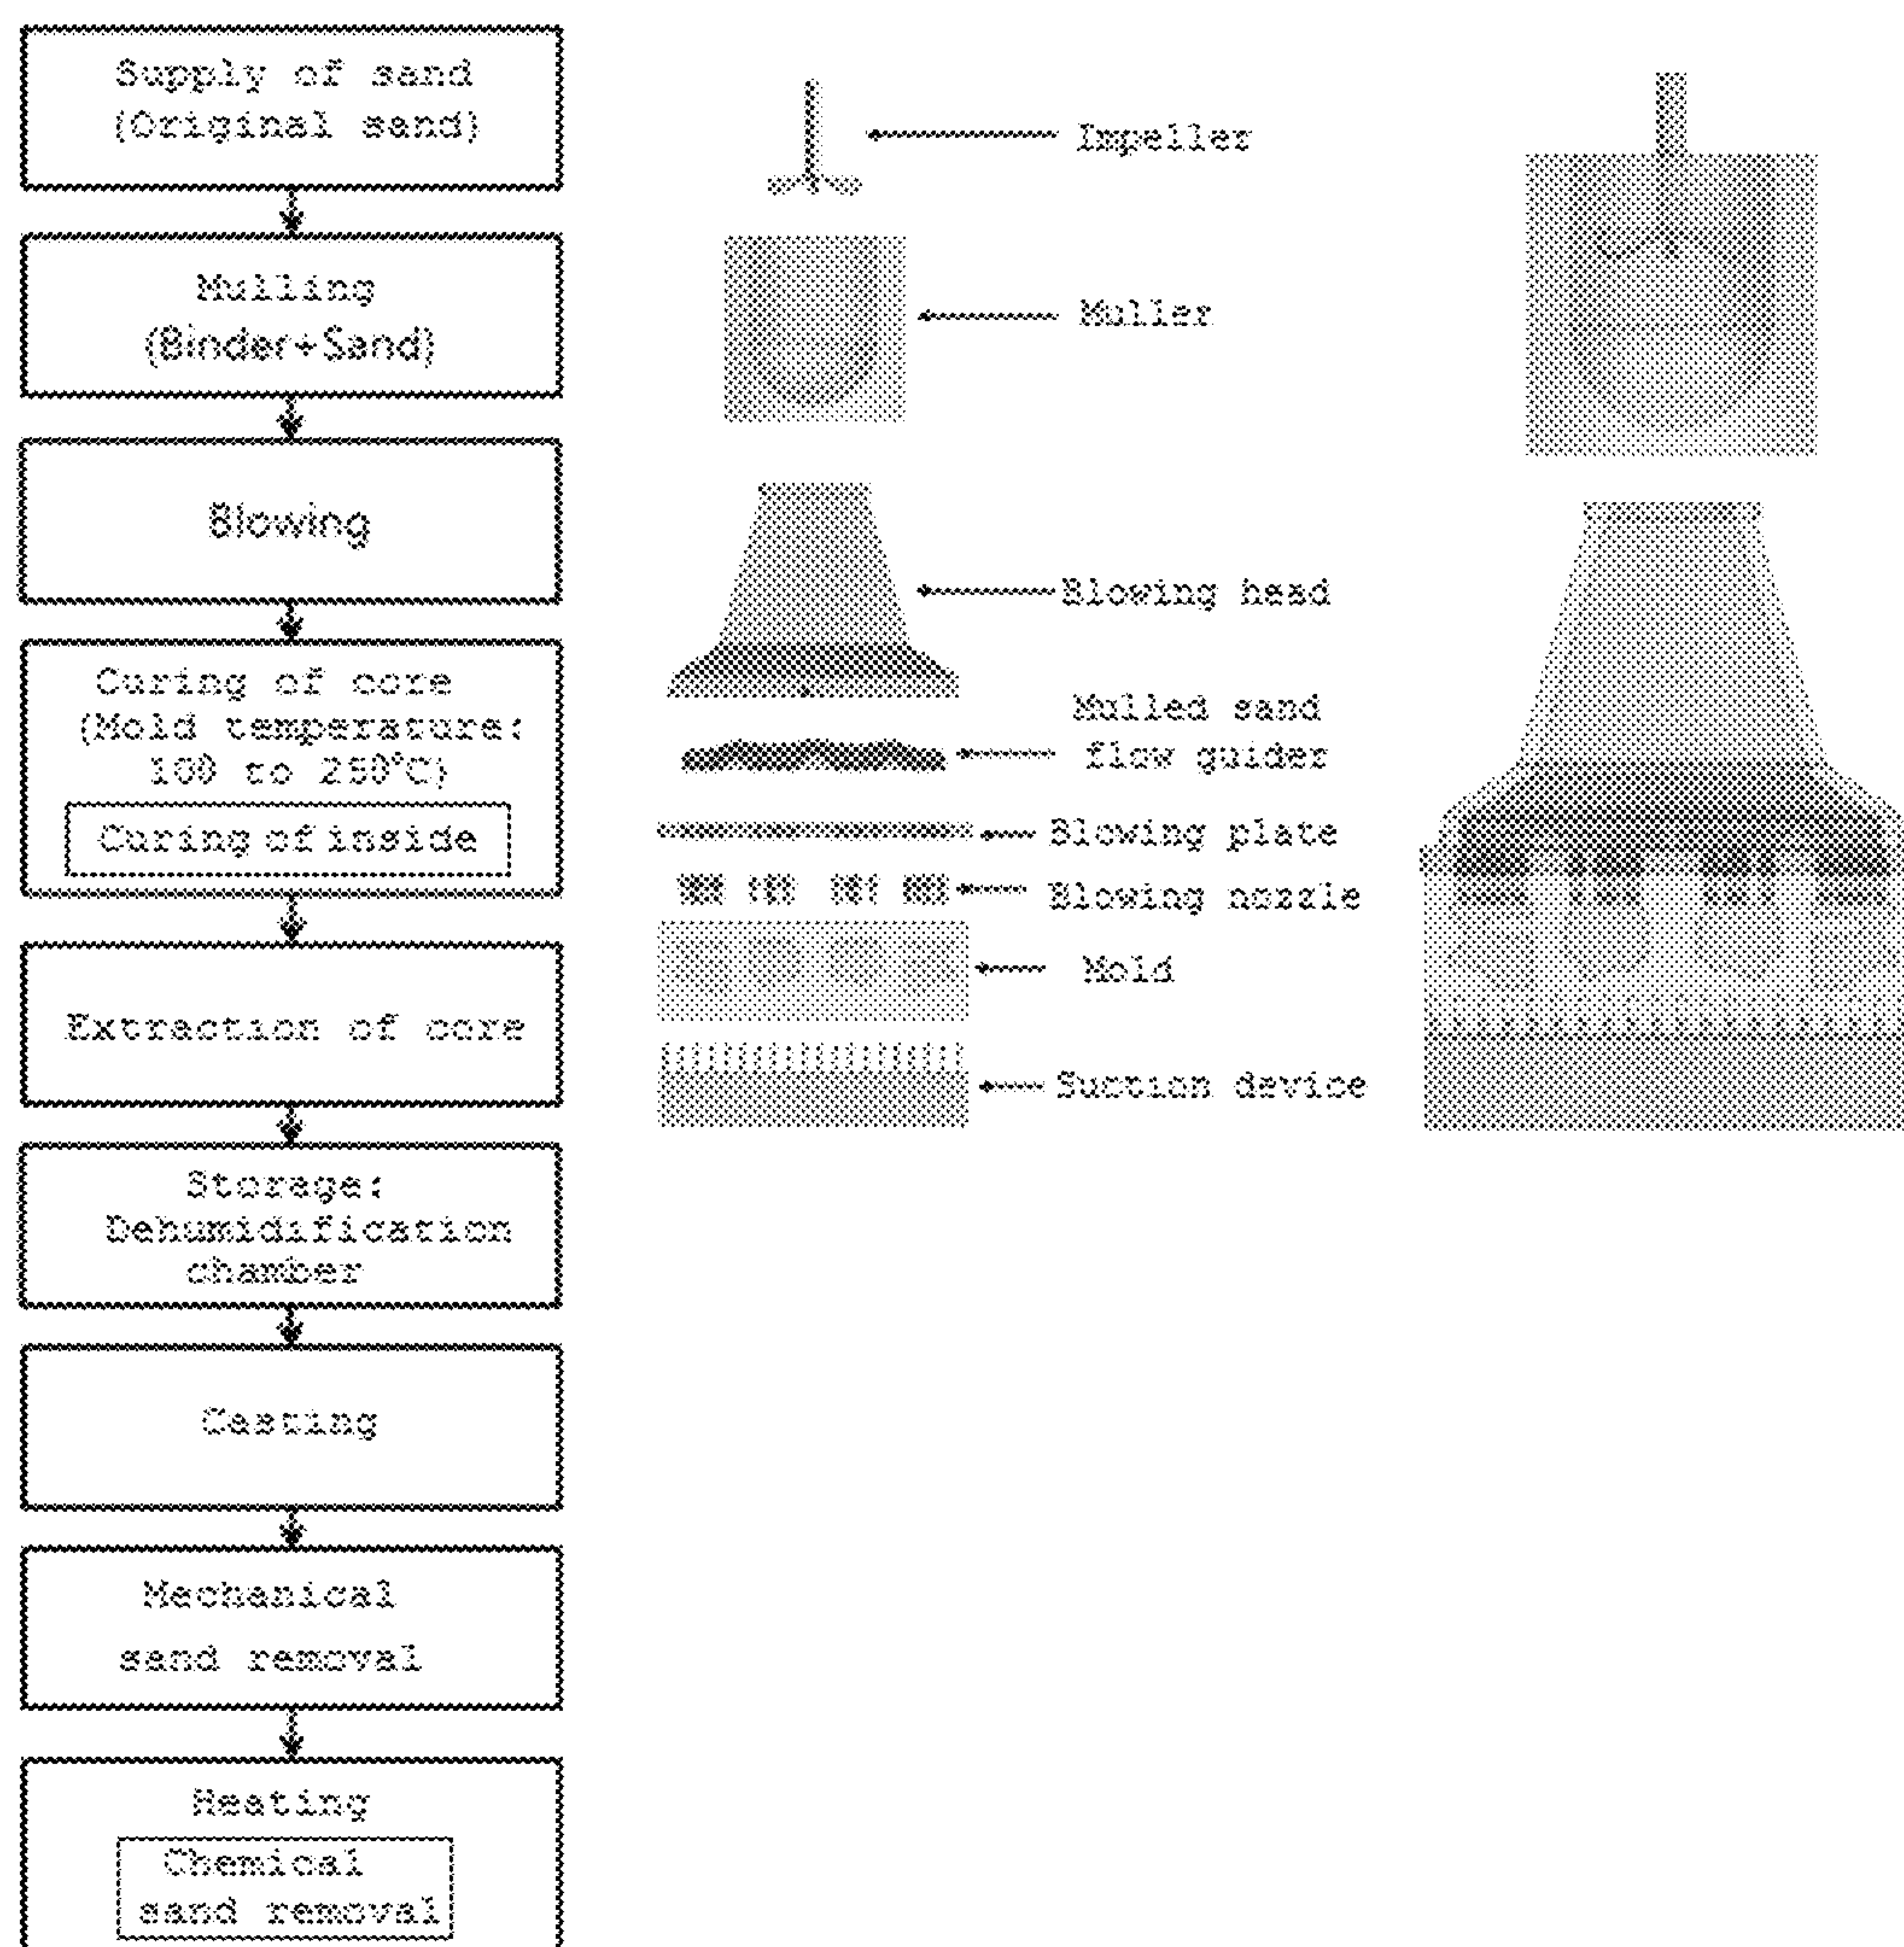 Supply of sand
(Original sand)
Mulling
(Binder+Sand)
Blowing
Curing of core
(Mold temperature:
100 to 250°C)
Curing of inside
Extraction of core
Storage:
Dehumidification
chamber
Casting
Mechanical
sand removal
Heating
Chemical
sand removal
Impeller
Muller
Blowing head
Mulled sand
flow guider
Blowing plate
Blowing nozzle
Mold
Suction device